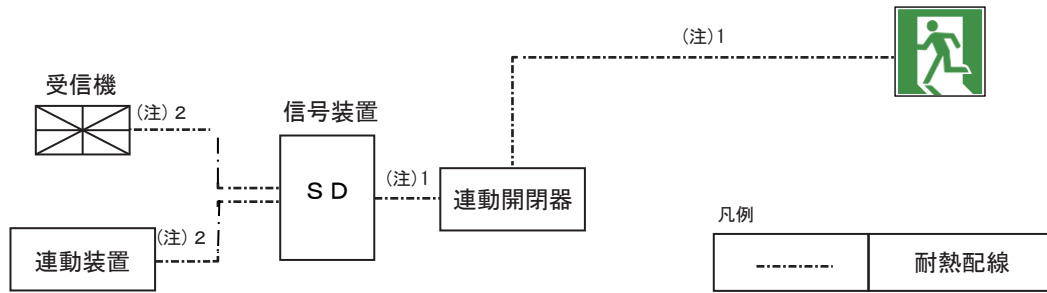 (注)1
受信機
(注)2
信号装置
SD
(注)1
連動開閉器
(注)2
連動装置
凡例
耐熱配線